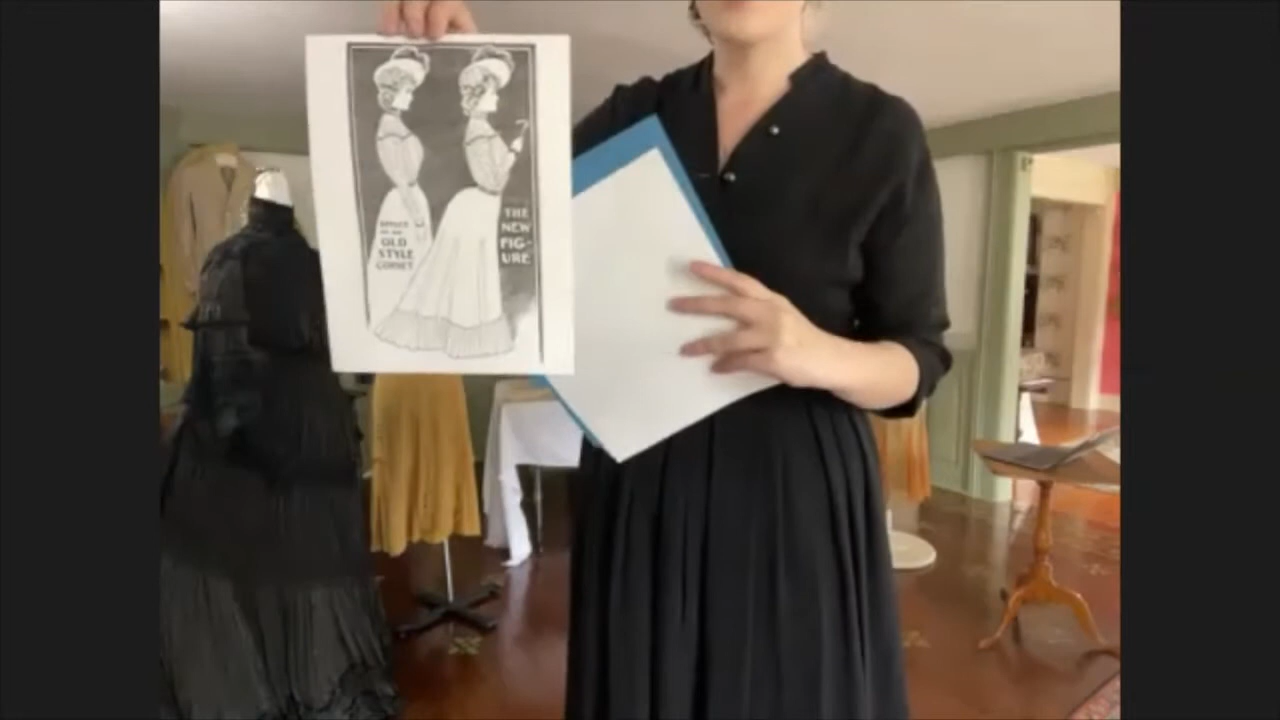 OLD
STYLE
CORSET
THE
NEW
FIG-
URE